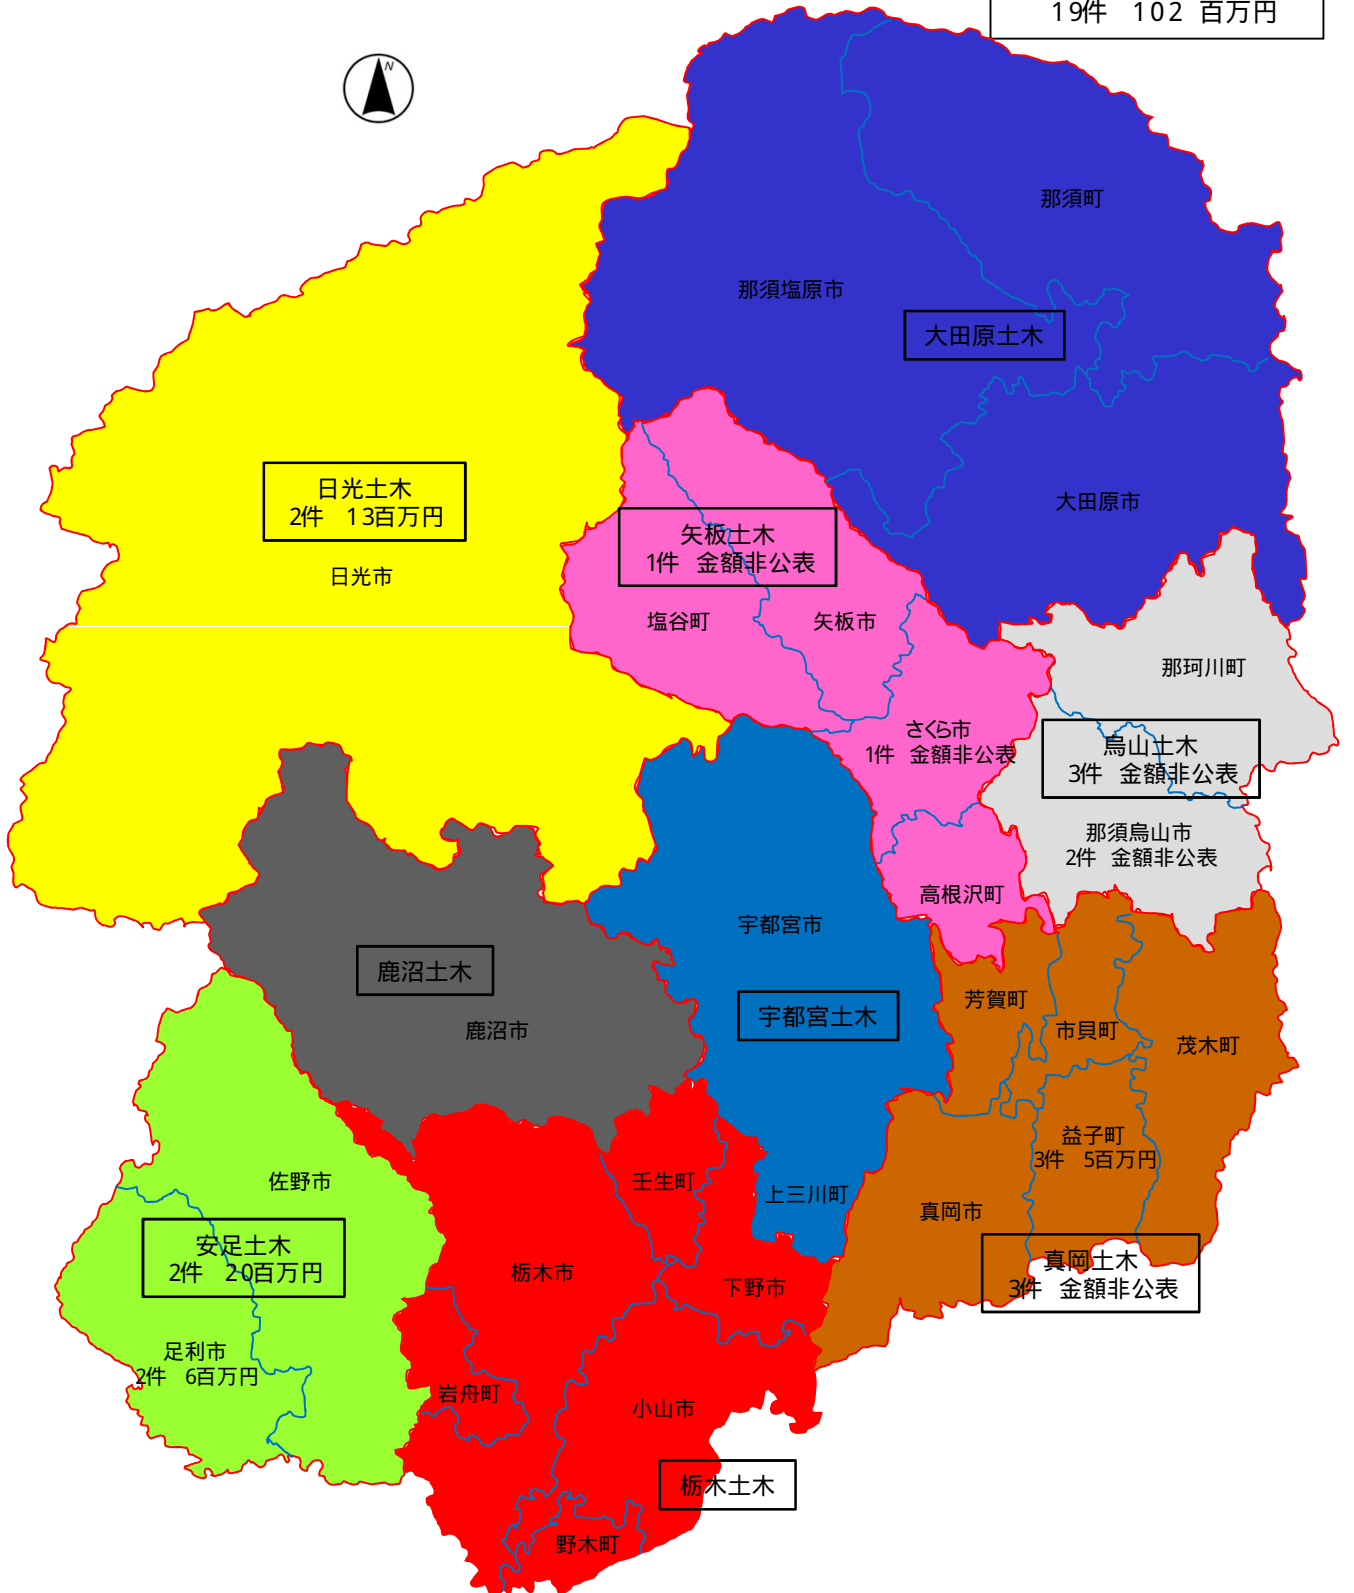 19件 102 百万円
N
那須町
那須塩原市
大田原土木
日光土木
2件 13百万円
大田原市
矢板土木
1件 金額非公表
日光市
塩谷町
矢板市
那珂川町
さくら市
1件 金額非公表
烏山土木
3件 金額非公表
那須烏山市
2件 金額非公表
高根沢町
宇都宮市
鹿沼土木
芳賀町
宇都宮土木
鹿沼市
市貝町
茂木町
益子町
3件 5百万円
佐野市
壬生町
上三川町
真岡市
安足土木
2件 20百万円
栃木市
下野市
真岡土木
3件 金額非公表
足利市
2件 6百万円
岩舟町
小山市
栃木土木
野木町